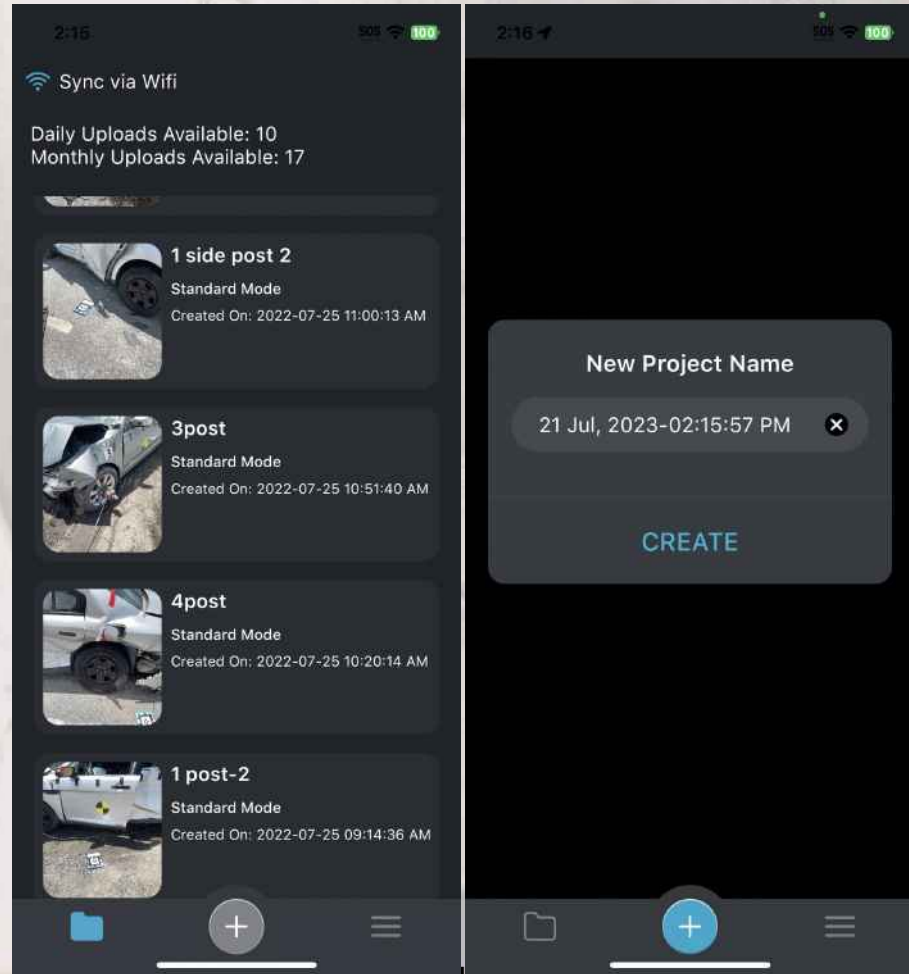 2:15
SOS 100
Sync via Wifi
Daily Uploads Available: 10
Monthly Uploads Available: 17
1 side post 2
Standard Mode
Created On: 2022-07-25 11:00:13 AM
3post
Standard Mode
Created On: 2022-07-25 10:51:40 AM
4post
Standard Mode
Created On: 2022-07-25 10:20:14 AM
1 post-2
Standard Mode
Created On: 2022-07-25 09:14:36 AM
2:16
SOS 100
New Project Name
21 Jul, 2023-02:15:57 PM
CREATE